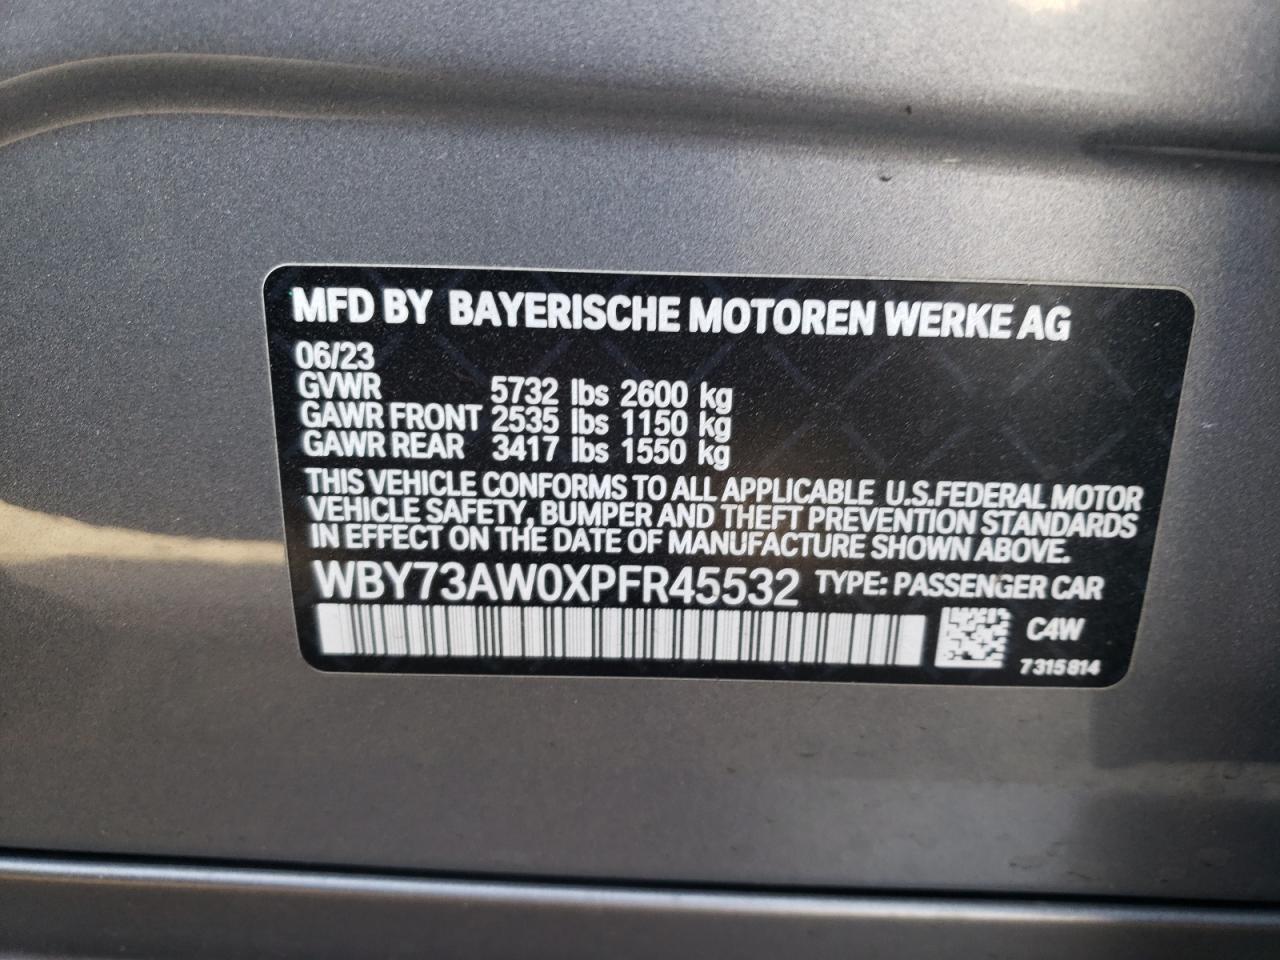 MFD BY BAYERISCHE MOTOREN WERKE AG
06/23
GVWR 5732 lbs 2600 kg
GAWR FRONT 2535 lbs 1150 kg
GAWR REAR 3417 lbs 1550 kg
THIS VEHICLE CONFORMS TO ALL APPLICABLE U.S.FEDERAL MOTOR
VEHICLE SAFETY, BUMPER AND THEFT PREVENTION STANDARDS
IN EFFECT ON THE DATE OF MANUFACTURE SHOWN ABOVE.
WBY73AW0XPFR45532 TYPE: PASSENGER CAR
C4W
7315814